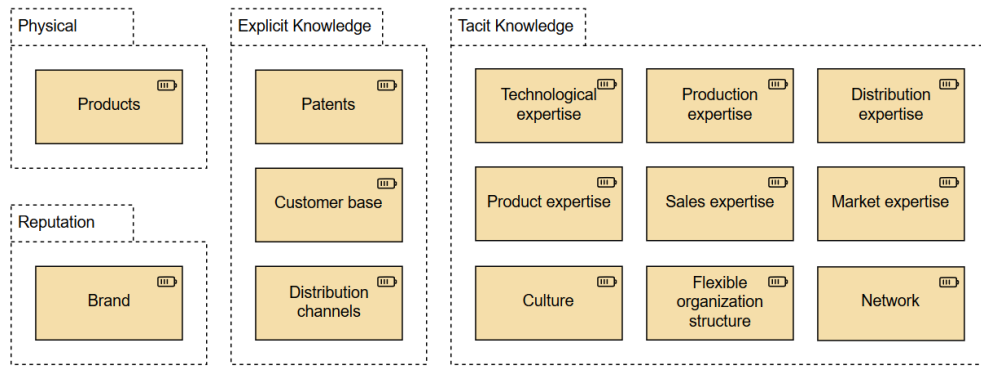 Physical
Products
Reputation
Brand
Explicit Knowledge
Patents
Customer base
Distribution
channels
Tacit Knowledge
Technological
expertise
Production
expertise
Distribution
expertise
Product expertise
Sales expertise
Market expertise
Culture
Flexible
organization
structure
Network